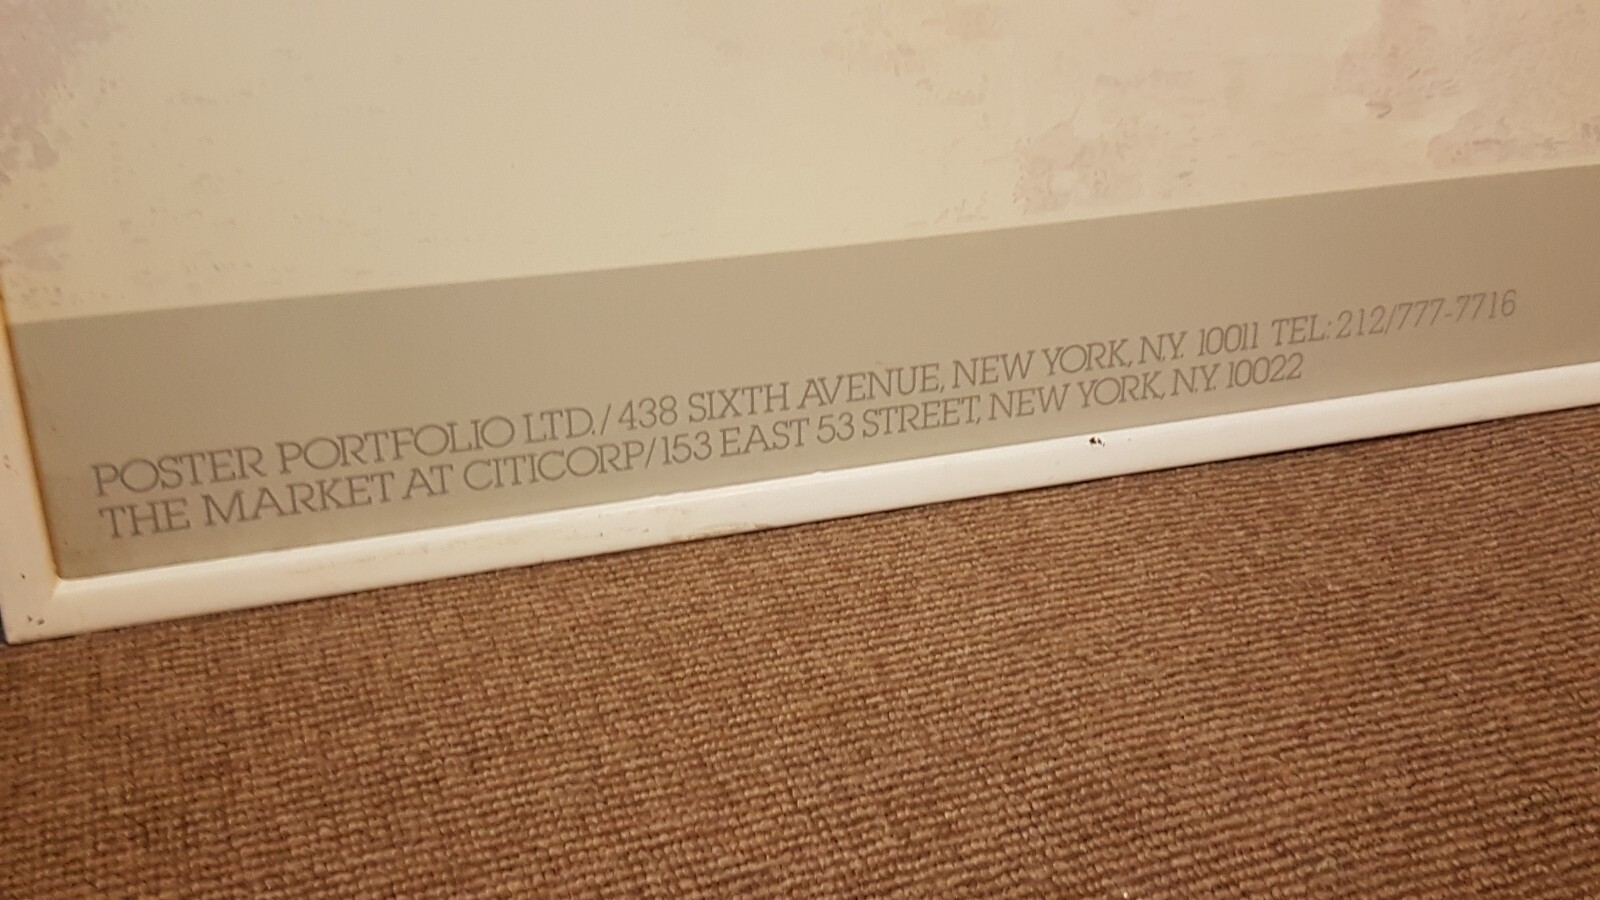 POSTER PORTFOLIO LTD./438 SIXTH AVENUE, NEW YORK, N.Y. 10011 TEL: 212/777-7716
THE MARKET AT CITICORP/153 EAST 53 STREET, NEW YORK, N.Y. 10022